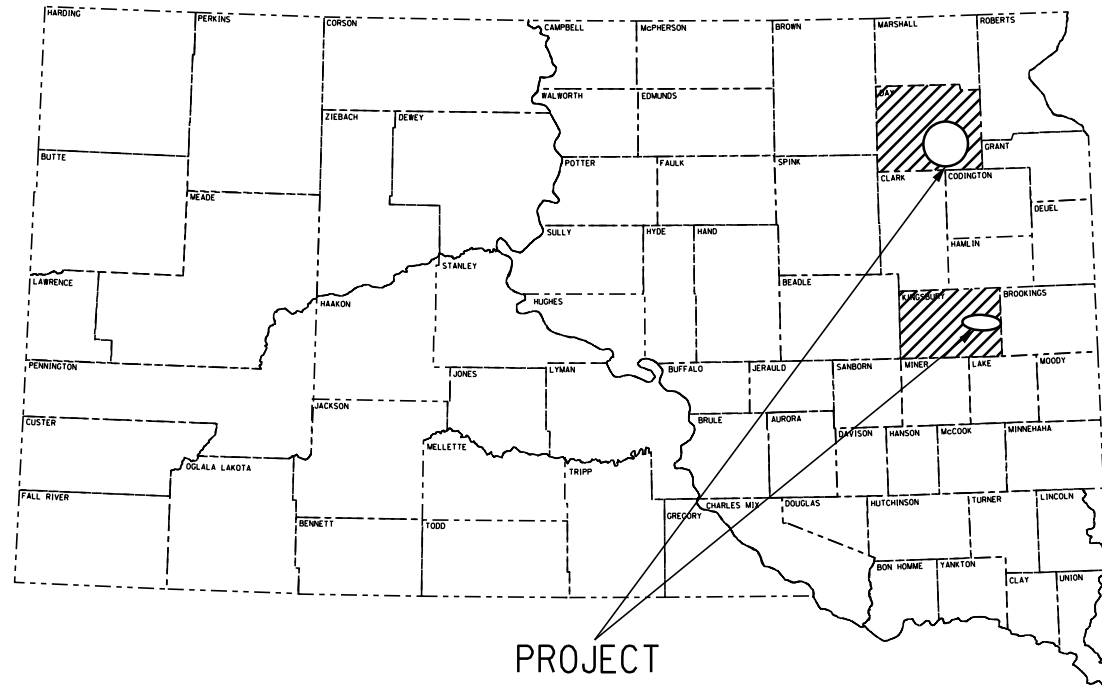 HARDING
PERKINS
CORSON
CAMPBELL
McPHERSON
BROWN
MARSHALL
ROBERTS
WALWORTH
EDMUNDS
DAY
ZIEBACH
DEWEY
GRANT
BUTTE
POTTER
FAULK
SPINK
CLARK
CODINGTON
MEADE
DEUEL
SULLY
HYDE
HAND
HAMLIN
STANLEY
LAWRENCE
BEADLE
HAAKON
HUGHES
KINGSBURY
BROOKINGS
PENNINGTON
JONES
LYMAN
BUFFALO
JERAULD
SANBORN
MINER
LAKE
MOODY
JACKSON
CUSTER
BRULE
AURORA
DAVISON
HANSON
McCOOK
MINNEHAHA
MELLETTE
OGLALA LAKOTA
TRIPP
FALL RIVER
GREGORY
CHARLES MIX
DOUGLAS
HUTCHINSON
TURNER
LINCOLN
BENNETT
TODD
BON HOMME
YANKTON
CLAY
UNION
PROJECT